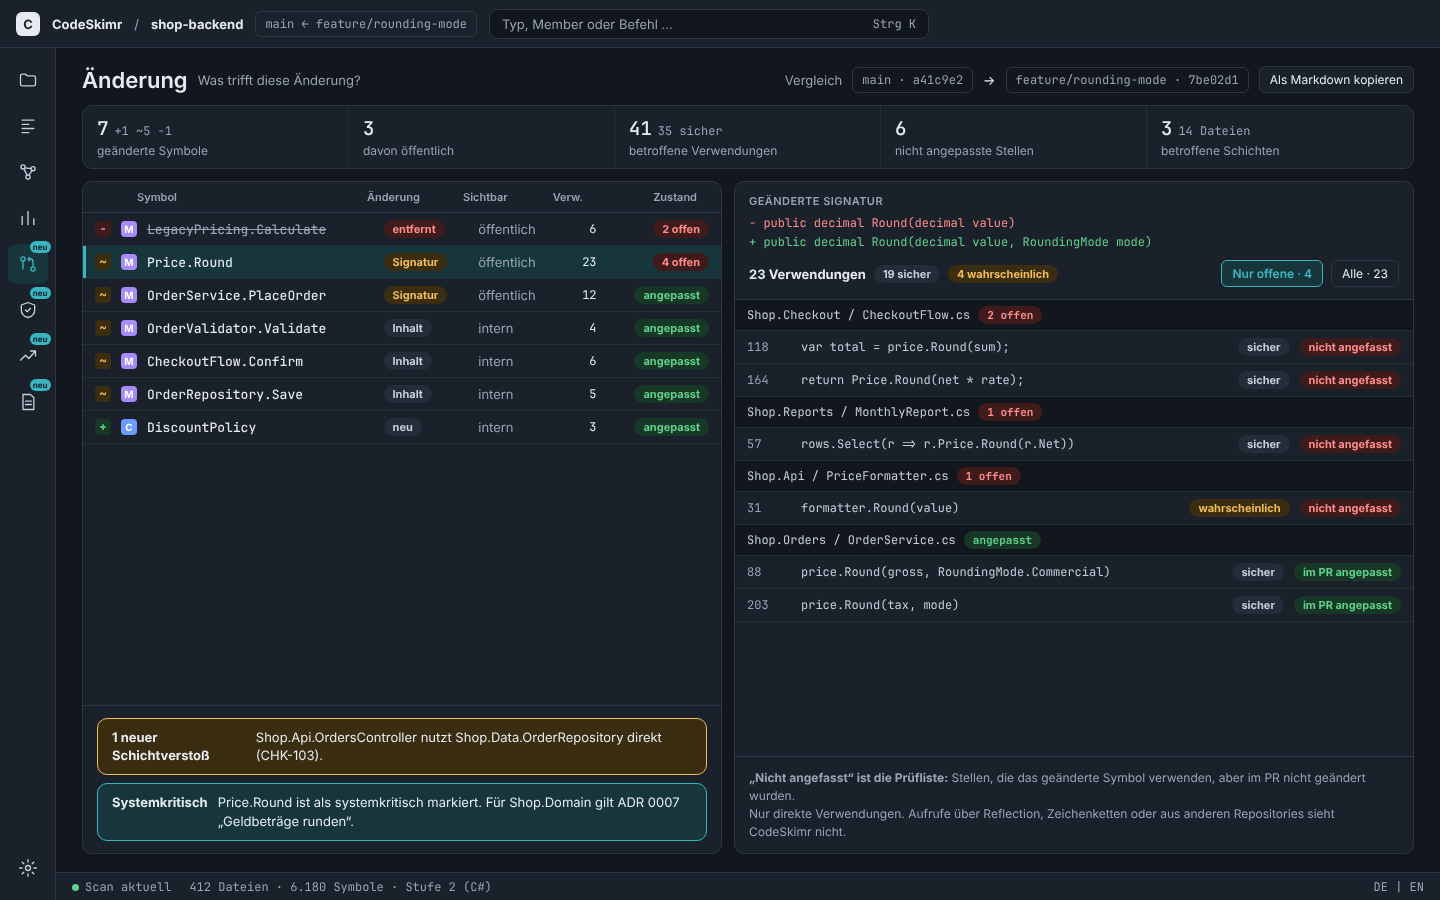 C CodeSkimr / shop-backend main ← feature/rounding-mode Typ, Member oder Befehl … Strg K
Änderung Was trifft diese Änderung? Vergleich main · a41c9e2 → feature/rounding-mode · 7be02d1 Als Markdown kopieren
7 +1 ~5 -1
geänderte Symbole
3
davon öffentlich
41 35 sicher
betroffene Verwendungen
6
nicht angepasste Stellen
3 14 Dateien
betroffene Schichten
neu
neu
neu
neu
Symbol Änderung Sichtbar Verw. Zustand
- M LegacyPricing.Calculate entfernt öffentlich 6 2 offen
~ M Price.Round Signatur öffentlich 23 4 offen
~ M OrderService.PlaceOrder Signatur öffentlich 12 angepasst
~ M OrderValidator.Validate Inhalt intern 4 angepasst
~ M CheckoutFlow.Confirm Inhalt intern 6 angepasst
~ M OrderRepository.Save Inhalt intern 5 angepasst
+ C DiscountPolicy neu intern 3 angepasst
1 neuer Schichtverstoß
Shop.Api.OrdersController nutzt Shop.Data.OrderRepository direkt
(CHK-103).
Systemkritisch Price.Round ist als systemkritisch markiert. Für Shop.Domain gilt ADR 0007
„Geldbeträge runden“.
GEÄNDERTE SIGNATUR
- public decimal Round(decimal value)
+ public decimal Round(decimal value, RoundingMode mode)
23 Verwendungen 19 sicher 4 wahrscheinlich Nur offene · 4 Alle · 23
Shop.Checkout / CheckoutFlow.cs 2 offen
118 var total = price.Round(sum); sicher nicht angefasst
164 return Price.Round(net * rate); sicher nicht angefasst
Shop.Reports / MonthlyReport.cs 1 offen
57 rows.Select(r => r.Price.Round(r.Net)) sicher nicht angefasst
Shop.Api / PriceFormatter.cs 1 offen
31 formatter.Round(value) wahrscheinlich nicht angefasst
Shop.Orders / OrderService.cs angepasst
88 price.Round(gross, RoundingMode.Commercial) sicher im PR angepasst
203 price.Round(tax, mode) sicher im PR angepasst
„Nicht angefasst“ ist die Prüfliste: Stellen, die das geänderte Symbol verwenden, aber im PR nicht geändert
wurden.
Nur direkte Verwendungen. Aufrufe über Reflection, Zeichenketten oder aus anderen Repositories sieht
CodeSkimr nicht.
Scan aktuell 412 Dateien · 6.180 Symbole · Stufe 2 (C#) DE | EN